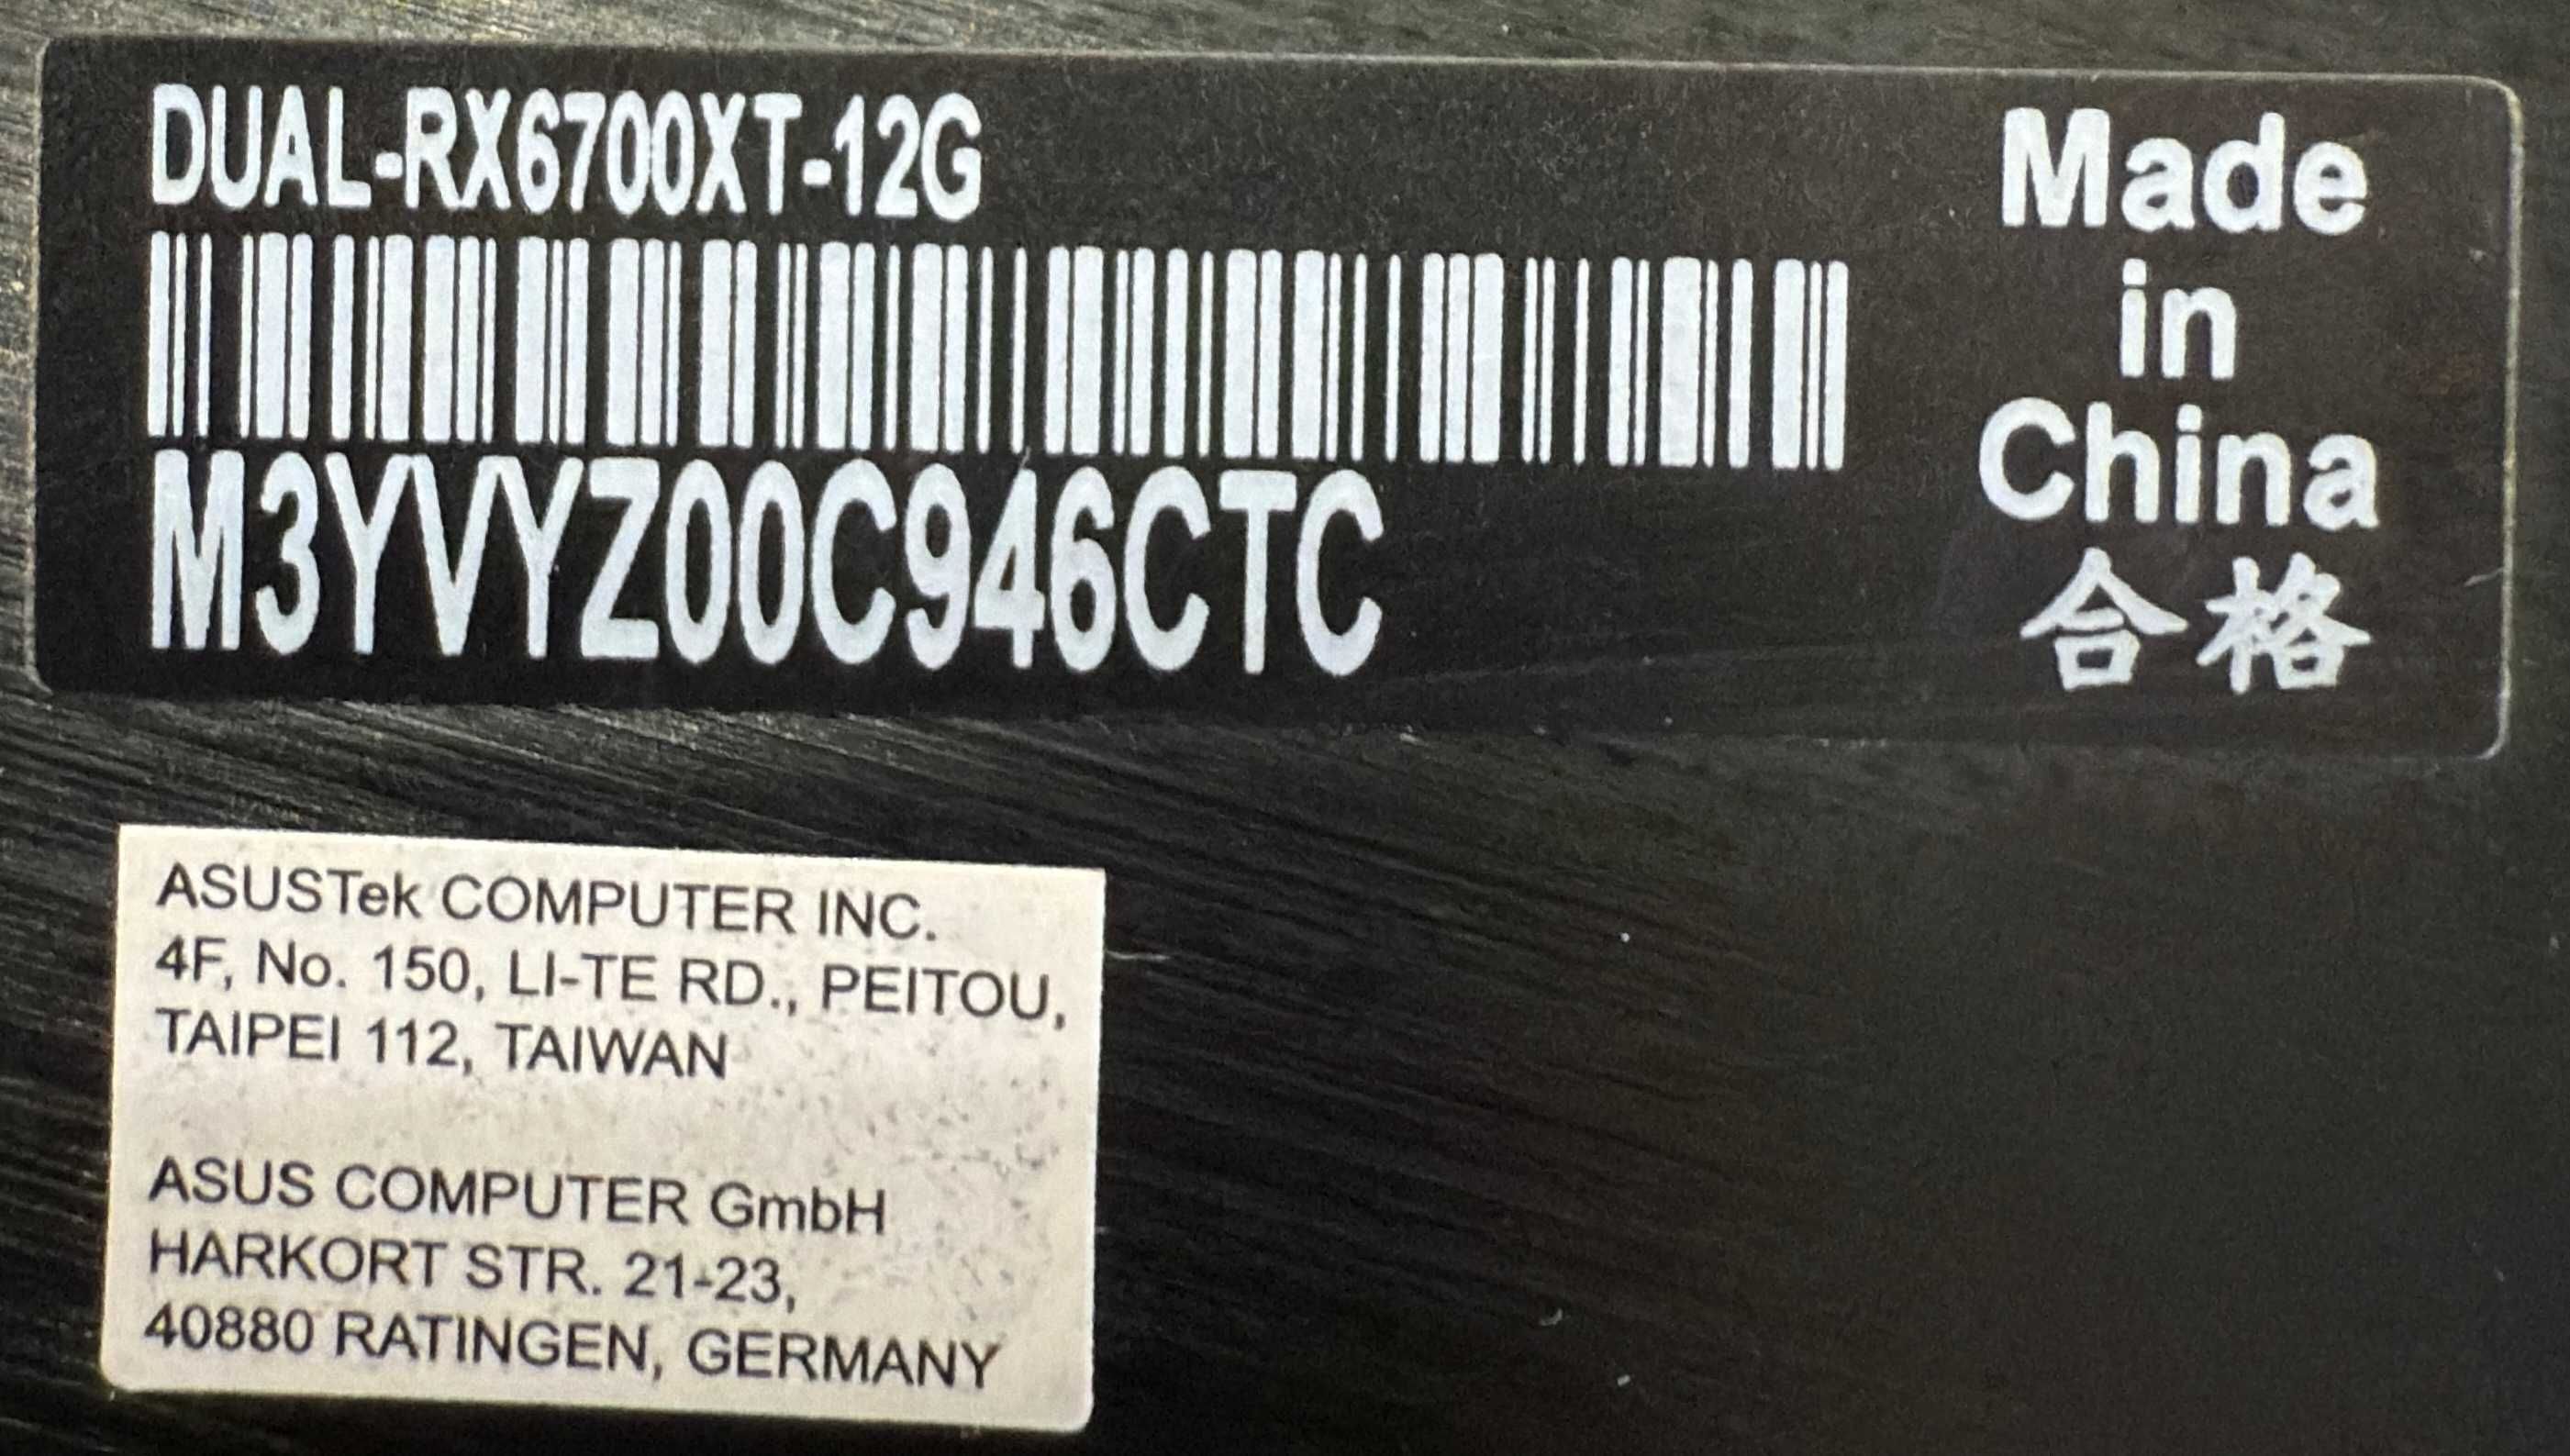 DUAL-RX6700XT-12G
M3YVYZ00C946CTC
Made
in
China
合格
ASUSTek COMPUTER INC.
4F, No. 150, LI-TE RD., PEITOU,
TAIPEI 112, TAIWAN
ASUS COMPUTER GmbH
HARKORT STR. 21-23,
40880 RATINGEN, GERMANY